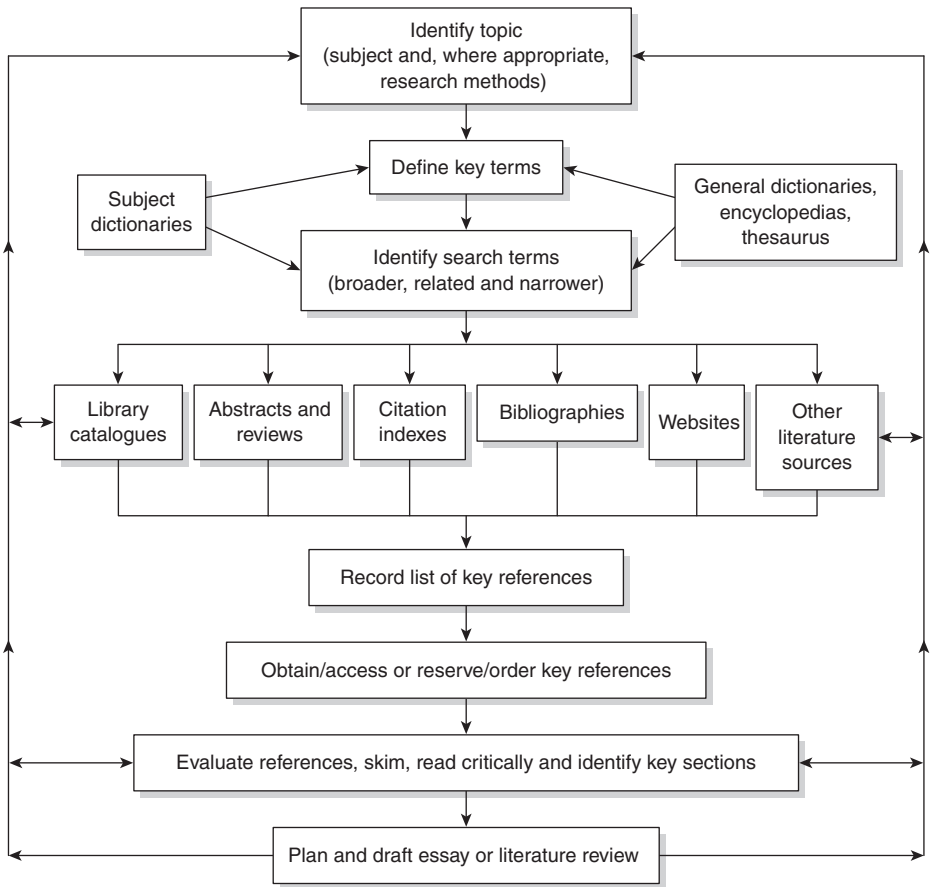 Identify topic
(subject and, where appropriate,
research methods)
Define key terms
Subject
dictionaries
General dictionaries,
encyclopedias,
thesaurus
Identify search terms
(broader, related and narrower)
Library
catalogues
Abstracts and
reviews
Citation
indexes
Bibliographies
Websites
Other
literature
sources
Record list of key references
Obtain/access or reserve/order key references
Evaluate references, skim, read critically and identify key sections
Plan and draft essay or literature review